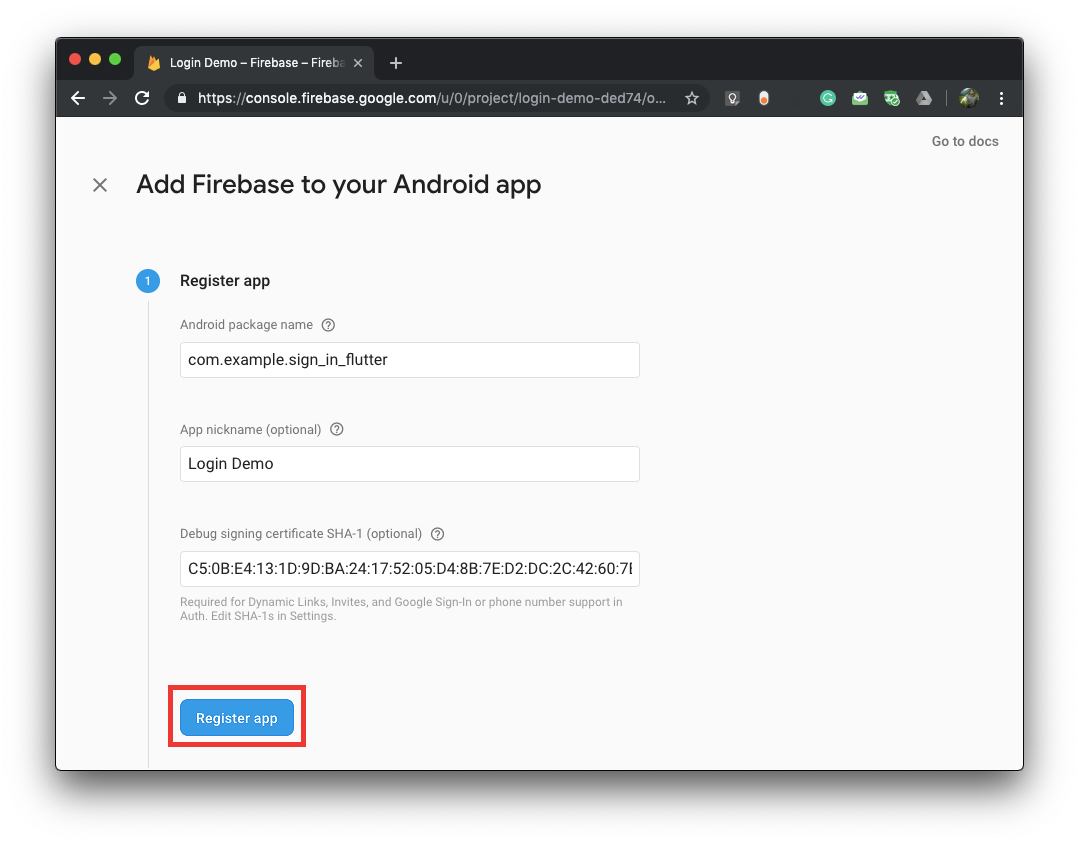 Login Demo – Firebase – Fireba
https://console.firebase.google.com/u/0/project/login-demo-ded74/o...
Go to docs
Add Firebase to your Android app
1 Register app
Android package name ?
com.example.sign_in_flutter
App nickname (optional) ?
Login Demo
Debug signing certificate SHA-1 (optional) ?
C5:0B:E4:13:1D:9D:BA:24:17:52:05:D4:8B:7E:D2:DC:2C:42:60:7
Required for Dynamic Links, Invites, and Google Sign-In or phone number support in
Auth. Edit SHA-1s in Settings.
Register app